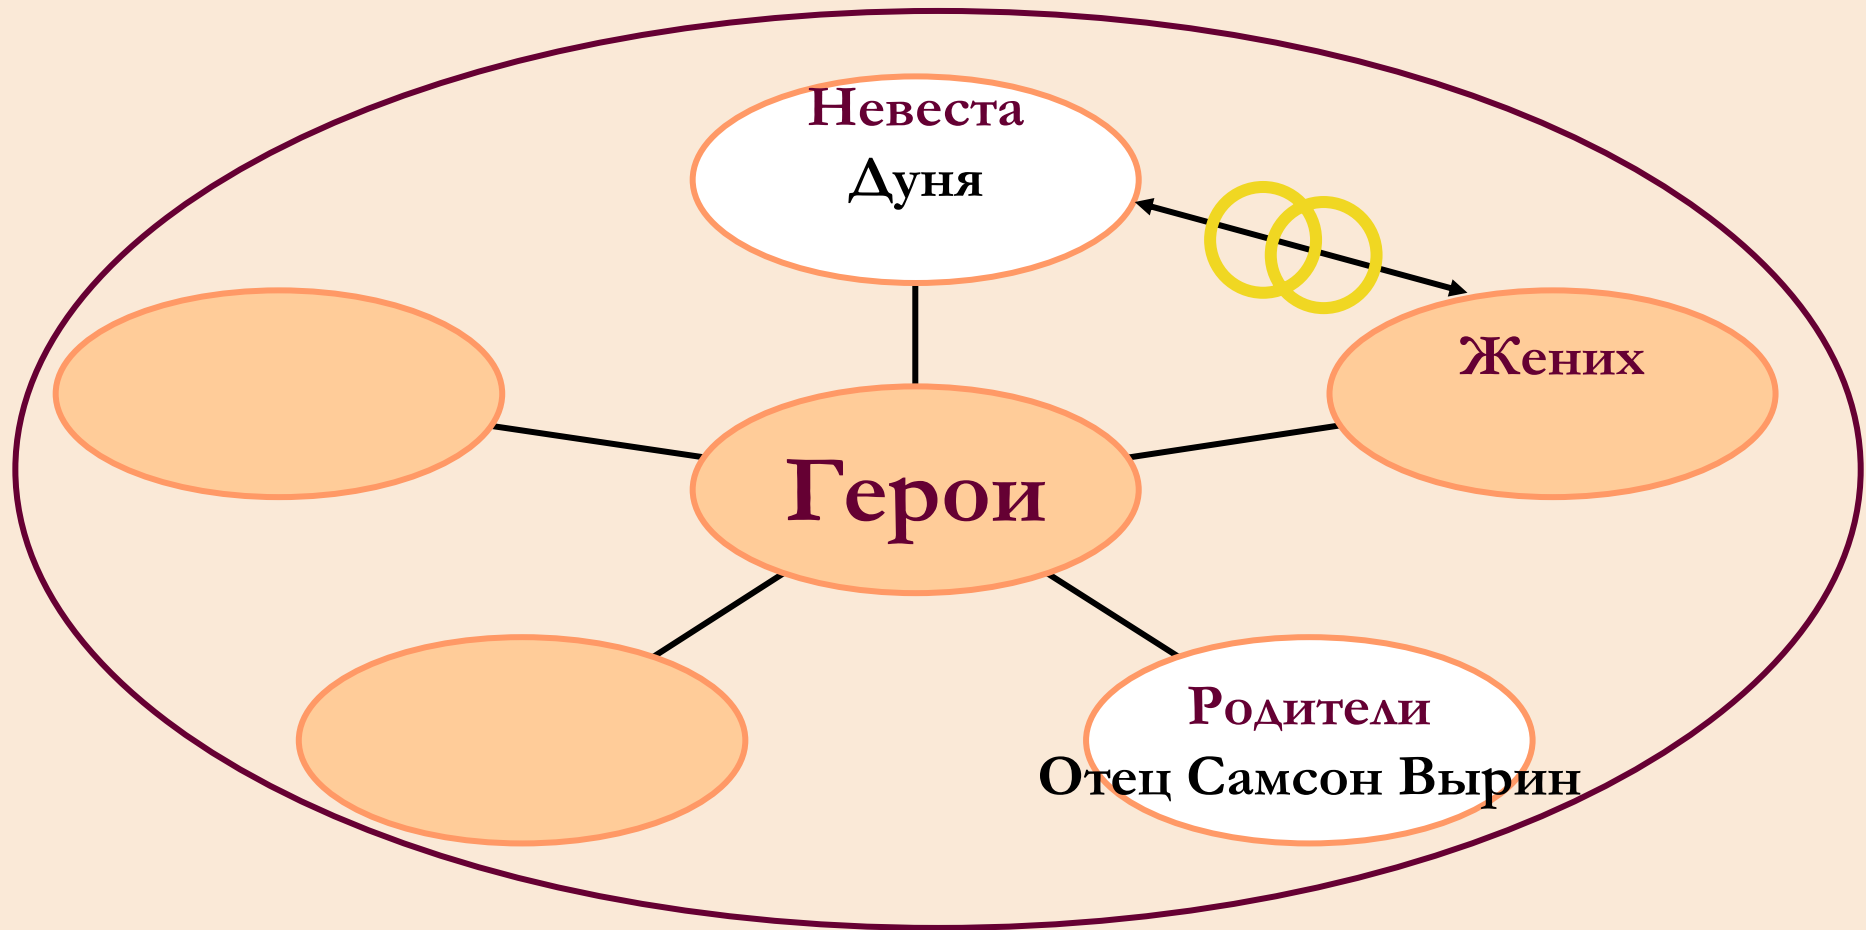 Невеста
Дуня
Жених
Герои
Родители
Отец Самсон Вырин